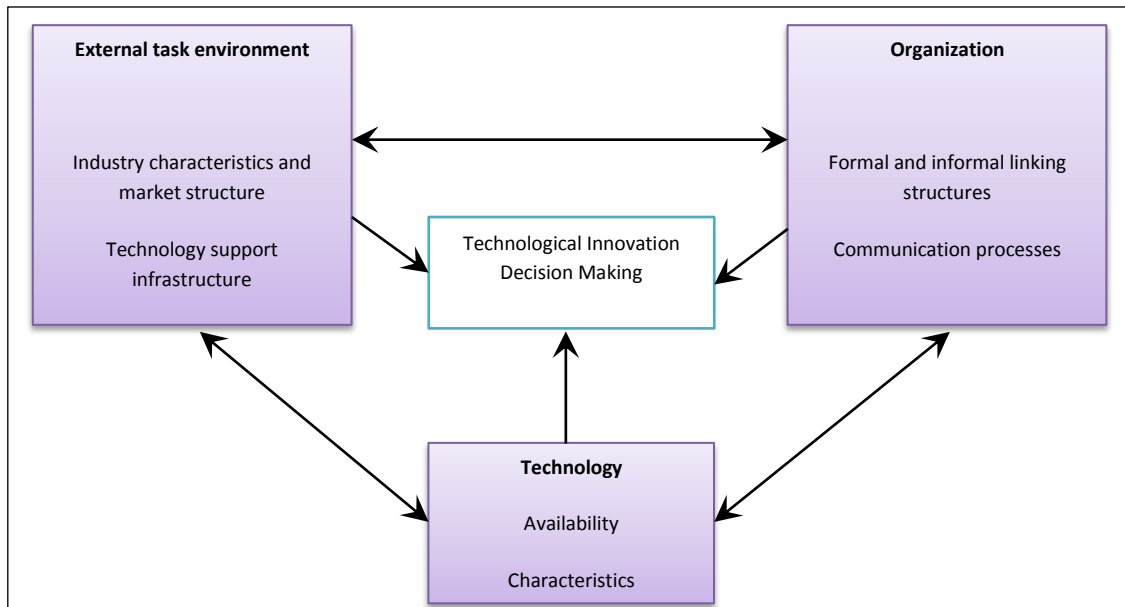 External task environment
Industry characteristics and
market structure
Technology support
infrastructure
Organization
Formal and informal linking
structures
Communication processes
Technological Innovation
Decision Making
Technology
Availability
Characteristics